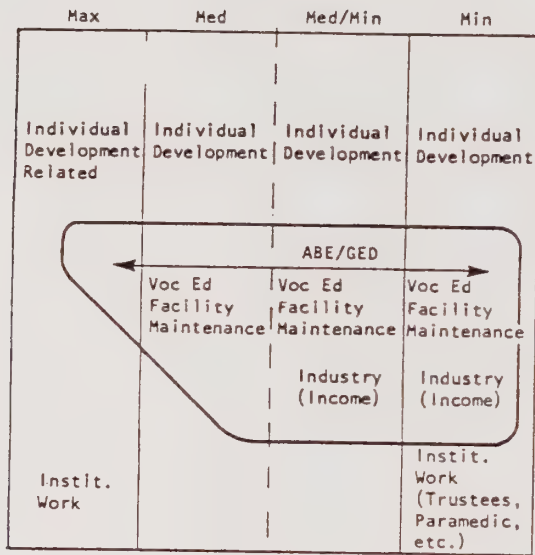 Max Med Med/Min Min
Individual Development Related
Individual Development
Individual Development
Individual Development
ABE/GED
Voc Ed Facility Maintenance
Voc Ed Facility Maintenance
Voc Ed Facility Maintenance
Industry (Income)
Industry (Income)
Instit. Work
Instit. Work (Trustees, Paramedic, etc.)